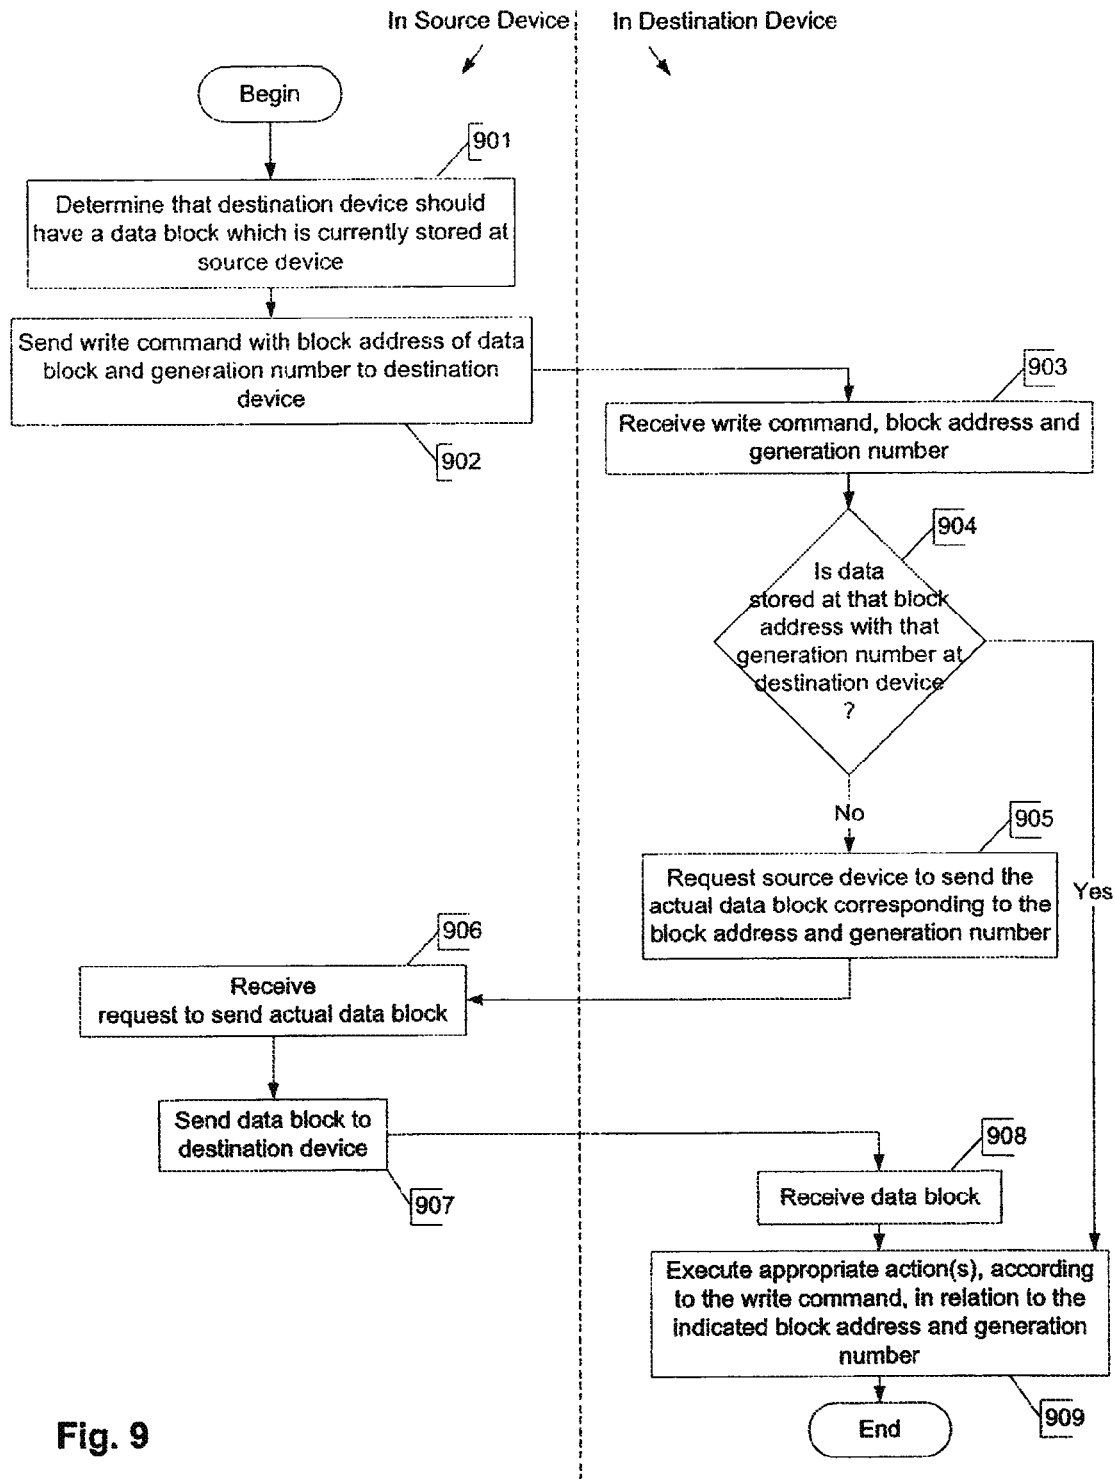 In Source Device
In Destination Device
Begin
901
Determine that destination device should
have a data block which is currently stored at
source device
Send write command with block address of data
block and generation number to destination
device
902
903
Receive write command, block address and
generation number
904
Is data
stored at that block
address with that
generation number at
destination device
?
No
Yes
905
Request source device to send the
actual data block corresponding to the
block address and generation number
906
Receive
request to send actual data block
Send data block to
destination device
907
908
Receive data block
Execute appropriate action(s), according
to the write command, in relation to the
indicated block address and generation
number
909
End
Fig. 9